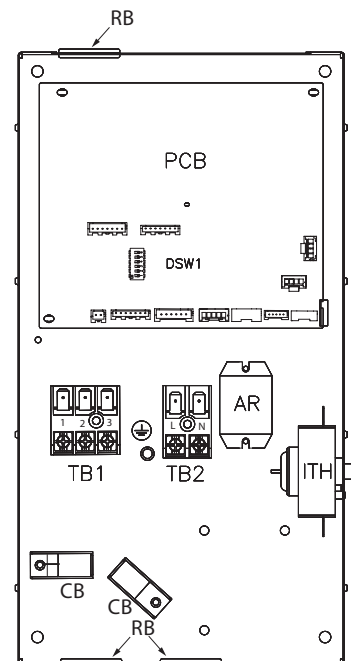 RB
PCB
DSW1
AR
1 2 3
L N
TB1
TB2
ITH
CB
CB
RB